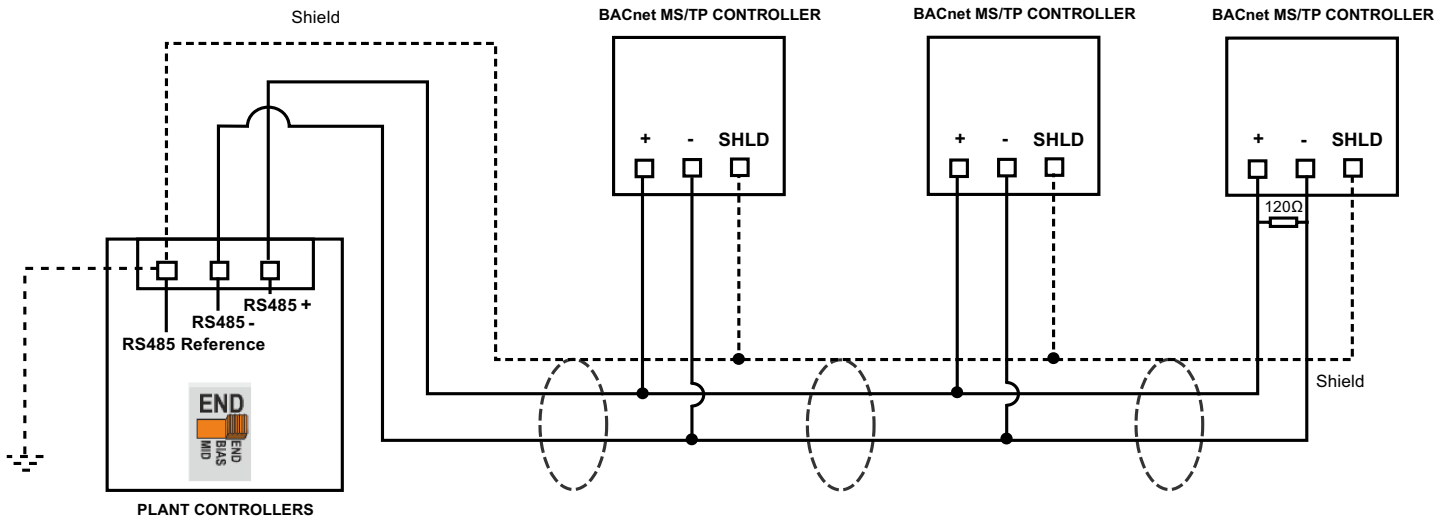 Shield
BACnet MS/TP CONTROLLER
BACnet MS/TP CONTROLLER
BACnet MS/TP CONTROLLER
+ - SHLD
+ - SHLD
+ - SHLD
120Ω
RS485 +
RS485 -
RS485 Reference
Shield
END
MID
BIAS
END
PLANT CONTROLLERS